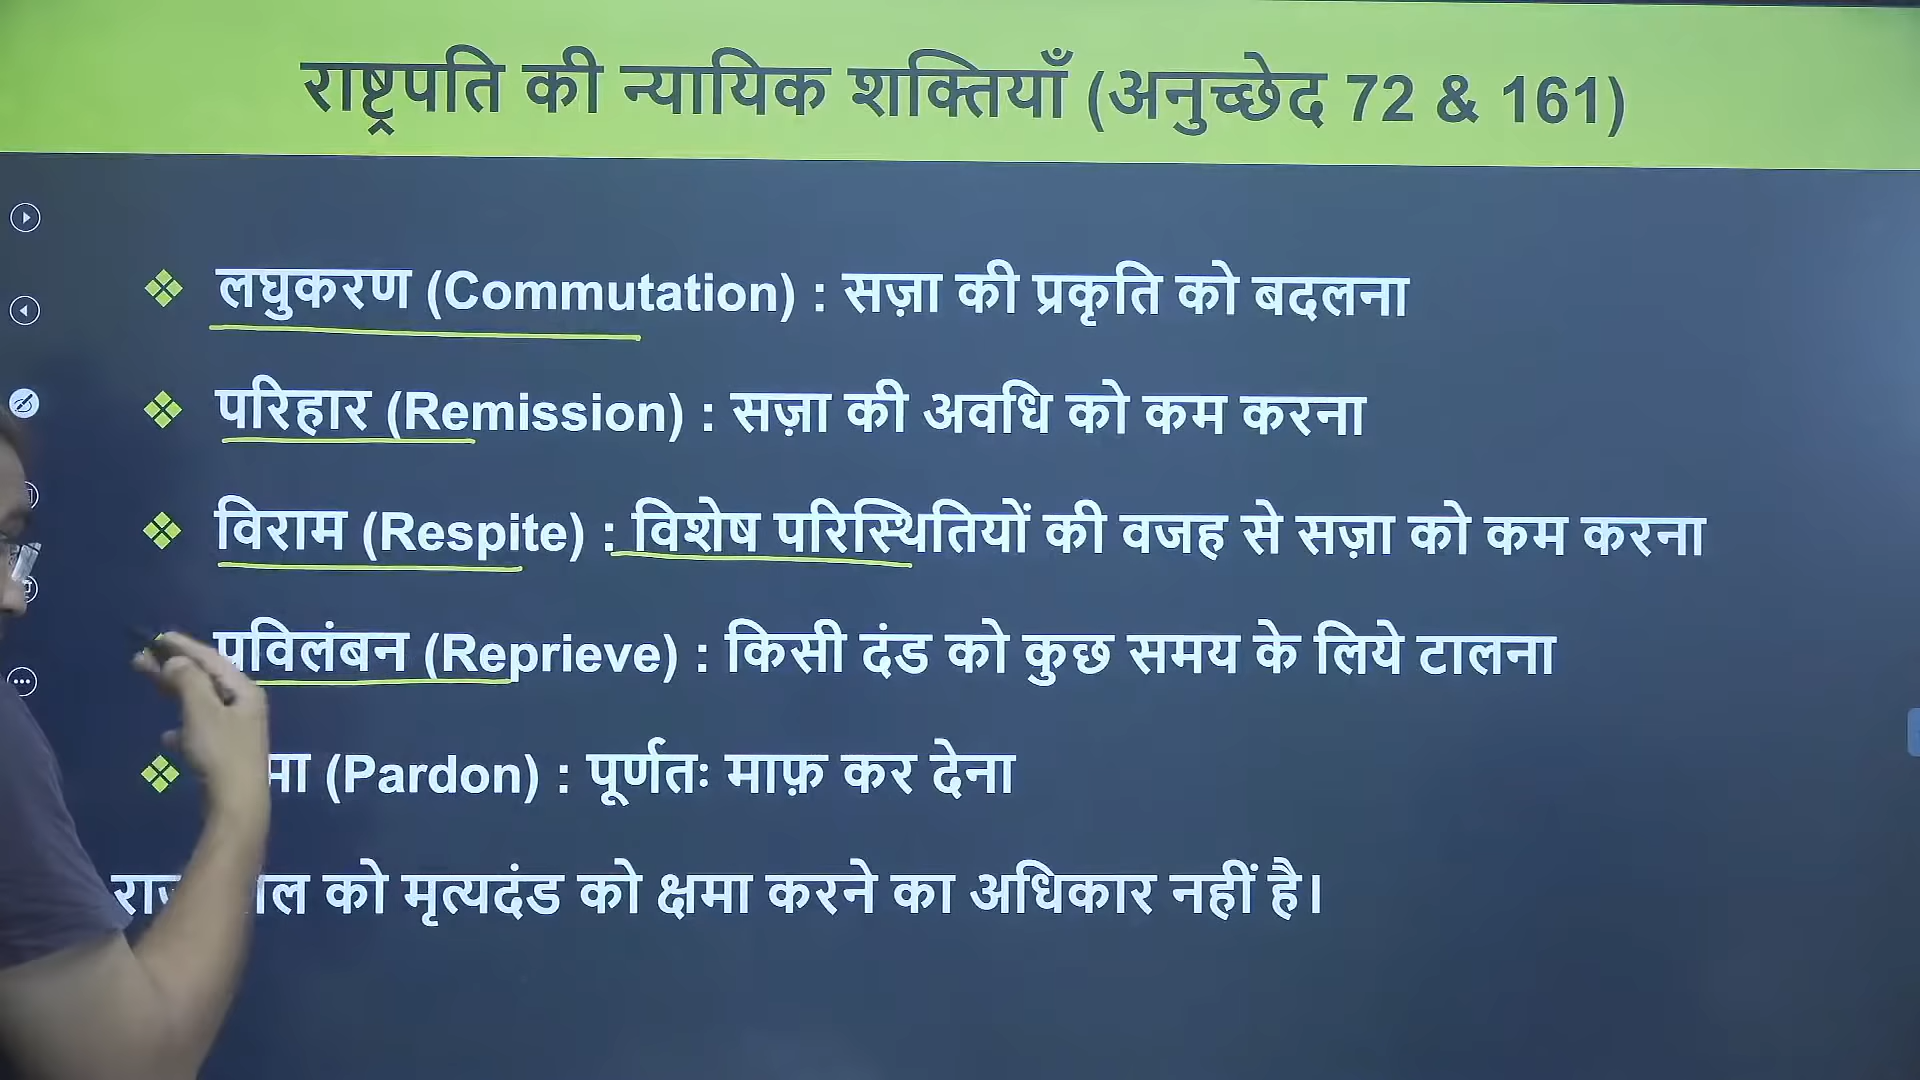 राष्ट्रपति की न्यायिक शक्तियाँ (अनुच्छेद 72 & 161)
लघुकरण (Commutation) : सज़ा की प्रकृति को बदलना
परिहार (Remission) : सज़ा की अवधि को कम करना
विराम (Respite) : विशेष परिस्थितियों की वजह से सज़ा को कम करना
प्रविलंबन (Reprieve) : किसी दंड को कुछ समय के लिये टालना
(Pardon) : पूर्णतः माफ़ कर देना
को मृत्यदंड को क्षमा करने का अधिकार नहीं है।